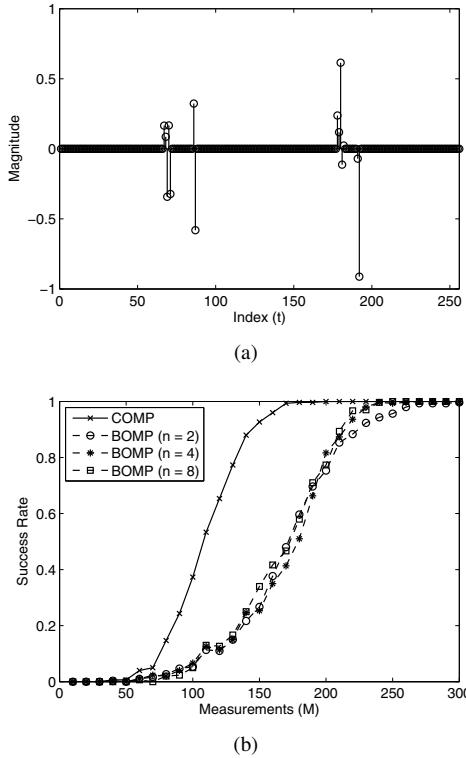 1
0.5
0
−0.5
−1
Magnitude
0 50 100 150 200 250
Index (t)
(a)
1
0.8
0.6
0.4
0.2
0
Success Rate
COMP
BOMP (n = 2)
BOMP (n = 4)
BOMP (n = 8)
0 50 100 150 200 250 300
Measurements (M)
(b)